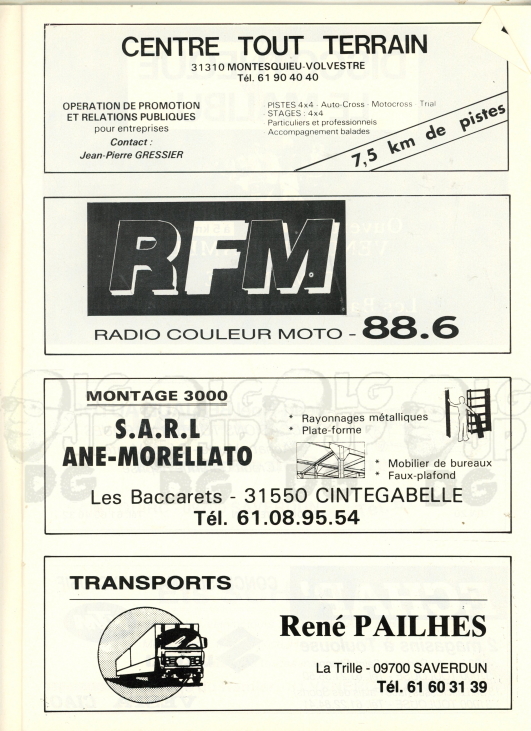 CENTRE TOUT TERRAIN
31310 MONTESQUIEU-VOLVESTRE
Tél. 61 90 40 40
OPERATION DE PROMOTION
ET RELATIONS PUBLIQUES
pour entreprises
Contact :
Jean-Pierre GRESSIER
PISTES 4x4 - Auto-Cross - Motocross - Trial
STAGES : 4x4
Particuliers et professionnels
Accompagnement balades
7,5 km de pistes
RFM
RADIO COULEUR MOTO - 88.6
MONTAGE 3000
S.A.R.L
ANE-MORELLATO
* Rayonnages métalliques
* Plate-forme
* Mobilier de bureaux
* Faux-plafond
Les Baccarets - 31550 CINTEGABELLE
Tél. 61.08.95.54
TRANSPORTS
René PAILHES
La Trille - 09700 SAVERDUN
Tél. 61 60 31 39